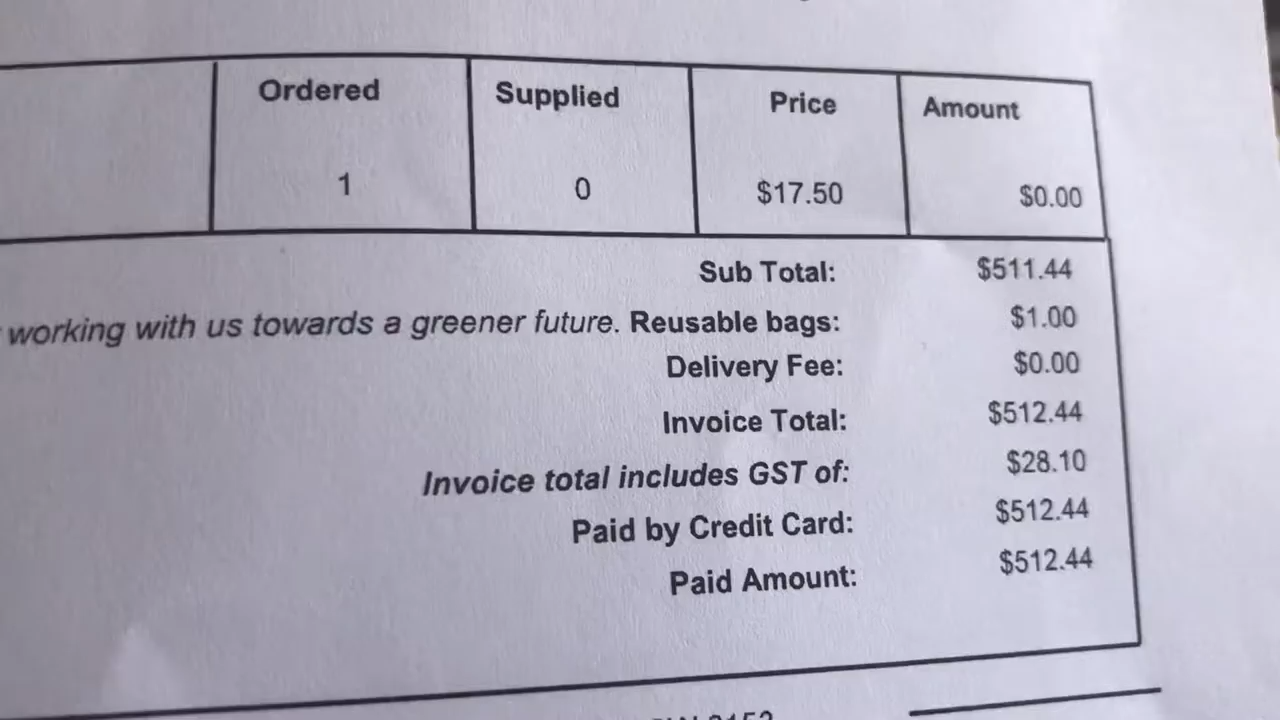 Ordered Supplied Price Amount
1 0 $17.50 $0.00
Sub Total: $511.44
working with us towards a greener future. Reusable bags: $1.00
Delivery Fee: $0.00
Invoice Total: $512.44
Invoice total includes GST of: $28.10
Paid by Credit Card: $512.44
Paid Amount: $512.44